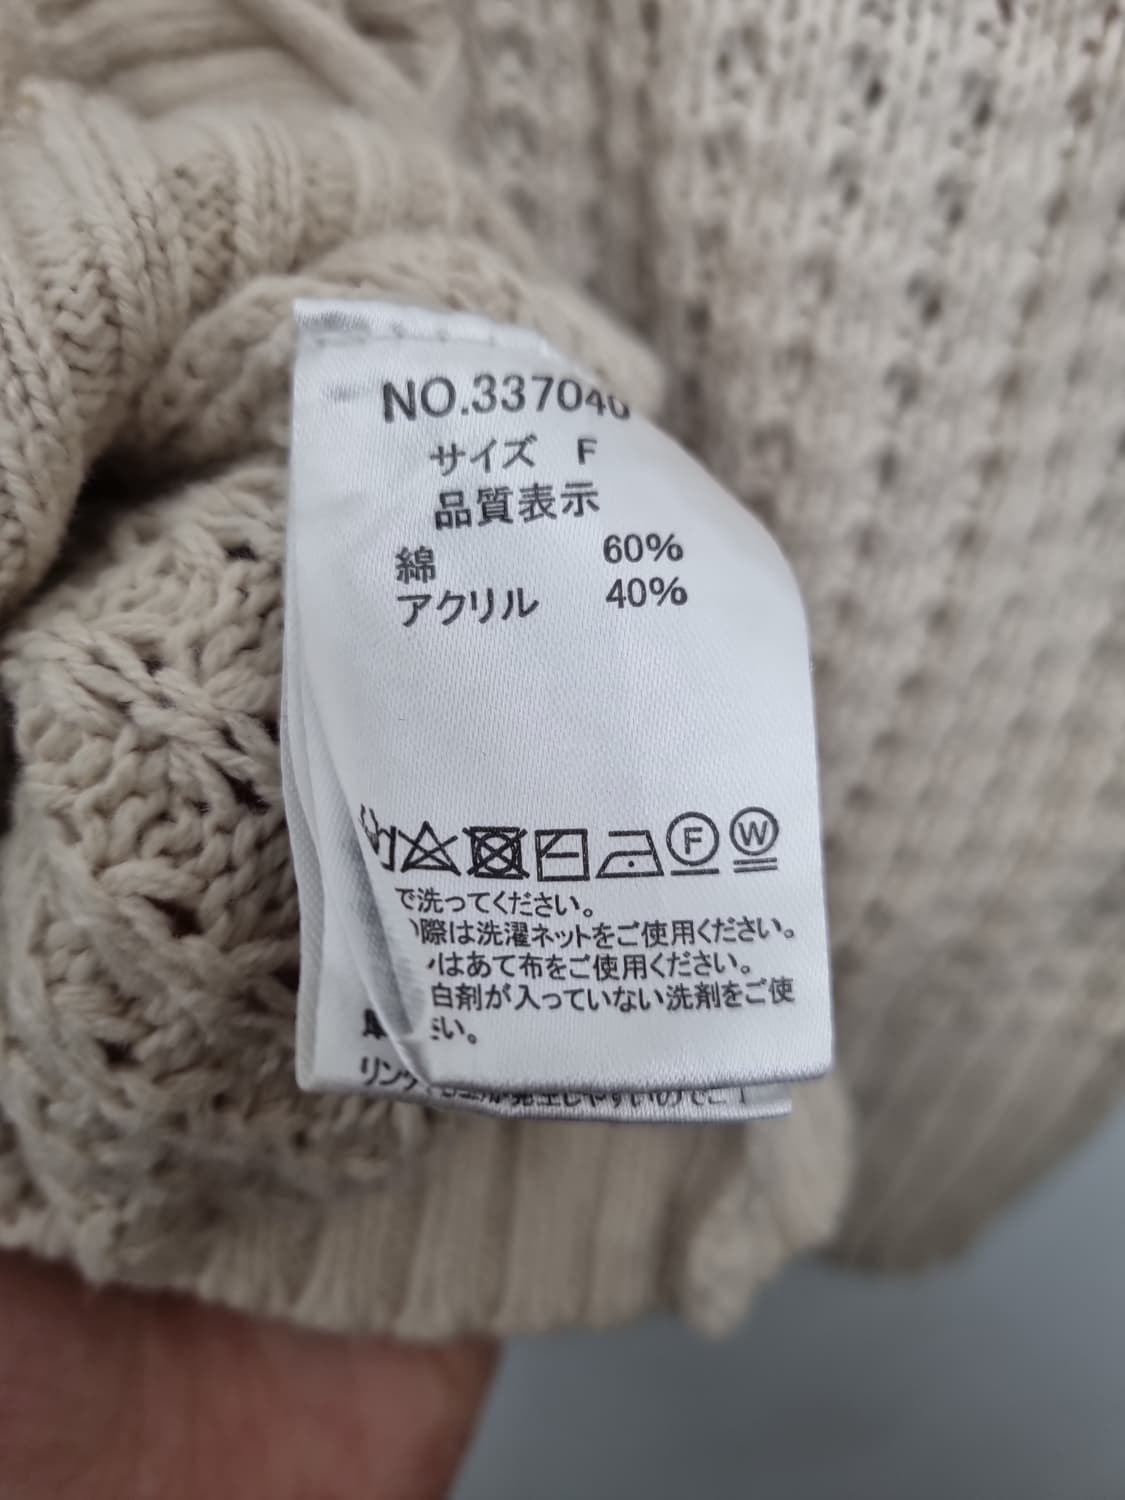 NO.337040
サイズ F
品質表示
綿 60%
アクリル 40%
F W
で洗ってください。
際は洗濯ネットをご使用ください。
はあて布をご使用ください。
白剤が入っていない洗剤をご使
い。
リング